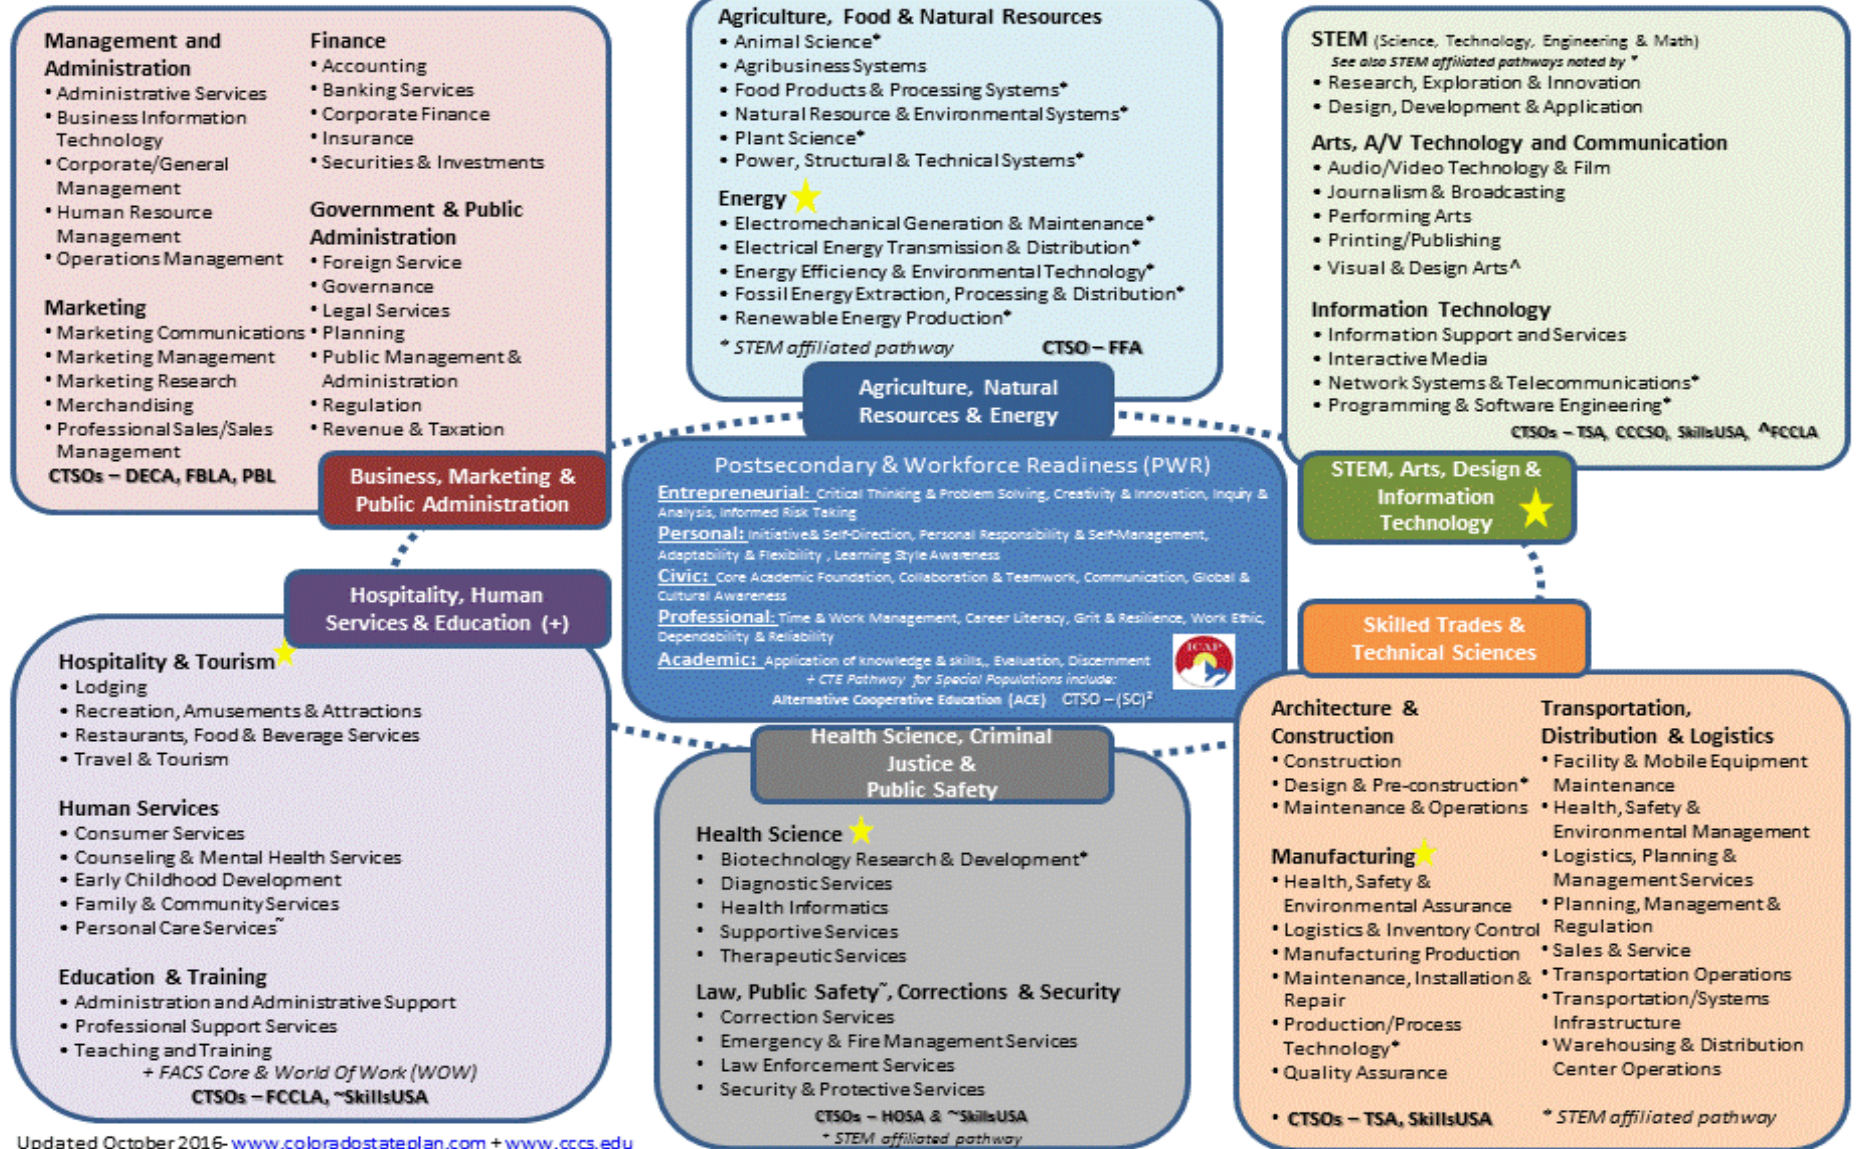 Management and
Administration
• Administrative Services
• Business Information
Technology
• Corporate/General
Management
• Human Resource
Management
• Operations Management
Marketing
• Marketing Communications
• Marketing Management
• Marketing Research
• Merchandising
• Professional Sales/Sales
Management
CTSOs – DECA, FBLA, PBL
Finance
• Accounting
• Banking Services
• Corporate Finance
• Insurance
• Securities & Investments
Government & Public
Administration
• Foreign Service
• Governance
• Legal Services
• Planning
• Public Management &
Administration
• Regulation
• Revenue & Taxation
Business, Marketing &
Public Administration
Agriculture, Food & Natural Resources
• Animal Science*
• Agribusiness Systems
• Food Products & Processing Systems*
• Natural Resource & Environmental Systems*
• Plant Science*
• Power, Structural & Technical Systems*
Energy
• Electromechanical Generation & Maintenance*
• Electrical Energy Transmission & Distribution*
• Energy Efficiency & Environmental Technology*
• Fossil Energy Extraction, Processing & Distribution*
• Renewable Energy Production*
* STEM affiliated pathway CTSO – FFA
Agriculture, Natural
Resources & Energy
STEM (Science, Technology, Engineering & Math)
See also STEM affiliated pathways noted by *
• Research, Exploration & Innovation
• Design, Development & Application
Arts, A/V Technology and Communication
• Audio/Video Technology & Film
• Journalism & Broadcasting
• Performing Arts
• Printing/Publishing
• Visual & Design Arts^
Information Technology
• Information Support and Services
• Interactive Media
• Network Systems & Telecommunications*
• Programming & Software Engineering*
CTSOs – TSA, CCCSO, SkillsUSA, ^FCCLA
STEM, Arts, Design &
Information
Technology
Postsecondary & Workforce Readiness (PWR)
Entrepreneurial: Critical Thinking & Problem Solving, Creativity & Innovation, Inquiry &
Analysis, Informed Risk Taking
Personal: Initiative & Self-Direction, Personal Responsibility & Self-Management,
Adaptability & Flexibility , Learning Style Awareness
Civic: Core Academic Foundation, Collaboration & Teamwork, Communication, Global &
Cultural Awareness
Professional: Time & Work Management, Career Literacy, Grit & Resilience, Work Ethic,
Dependability & Reliability
Academic: Application of knowledge & skills,, Evaluation, Discernment
+ CTE Pathway for Special Populations include:
Alternative Cooperative Education (ACE) CTSO – (SC)²
ICAP
Hospitality, Human
Services & Education (+)
Hospitality & Tourism
• Lodging
• Recreation, Amusements & Attractions
• Restaurants, Food & Beverage Services
• Travel & Tourism
Human Services
• Consumer Services
• Counseling & Mental Health Services
• Early Childhood Development
• Family & Community Services
• Personal Care Services~
Education & Training
• Administration and Administrative Support
• Professional Support Services
• Teaching and Training
+ FACS Core & World Of Work (WOW)
CTSOs – FCCLA, ~SkillsUSA
Health Science, Criminal
Justice &
Public Safety
Health Science
• Biotechnology Research & Development*
• Diagnostic Services
• Health Informatics
• Supportive Services
• Therapeutic Services
Law, Public Safety~, Corrections & Security
• Correction Services
• Emergency & Fire Management Services
• Law Enforcement Services
• Security & Protective Services
CTSOs – HOSA & ~SkillsUSA
* STEM affiliated pathway
Skilled Trades &
Technical Sciences
Architecture &
Construction
• Construction
• Design & Pre-construction*
• Maintenance & Operations
Manufacturing
• Health, Safety &
Environmental Assurance
• Logistics & Inventory Control
• Manufacturing Production
• Maintenance, Installation &
Repair
• Production/Process
Technology*
• Quality Assurance
• CTSOs – TSA, SkillsUSA
Transportation,
Distribution & Logistics
• Facility & Mobile Equipment
Maintenance
• Health, Safety &
Environmental Management
• Logistics, Planning &
Management Services
• Planning, Management &
Regulation
• Sales & Service
• Transportation Operations
• Transportation/Systems
Infrastructure
• Warehousing & Distribution
Center Operations
* STEM affiliated pathway
Updated October 2016- www.coloradostateplan.com + www.cccs.edu